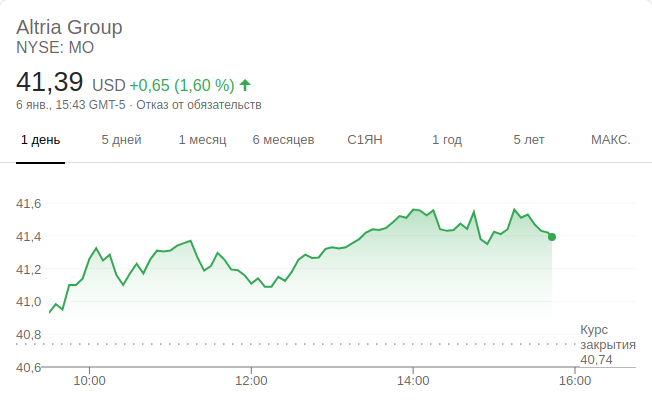 Altria Group
NYSE: MO
41,39 USD +0,65 (1,60 %)
6 янв., 15:43 GMT-5 · Отказ от обязательств
1 день 5 дней 1 месяц 6 месяцев С1ЯН 1 год 5 лет МАКС.
41,6
41,4
41,2
41,0
40,8
40,6
Курс
закрытия
40,74
10:00 12:00 14:00 16:00